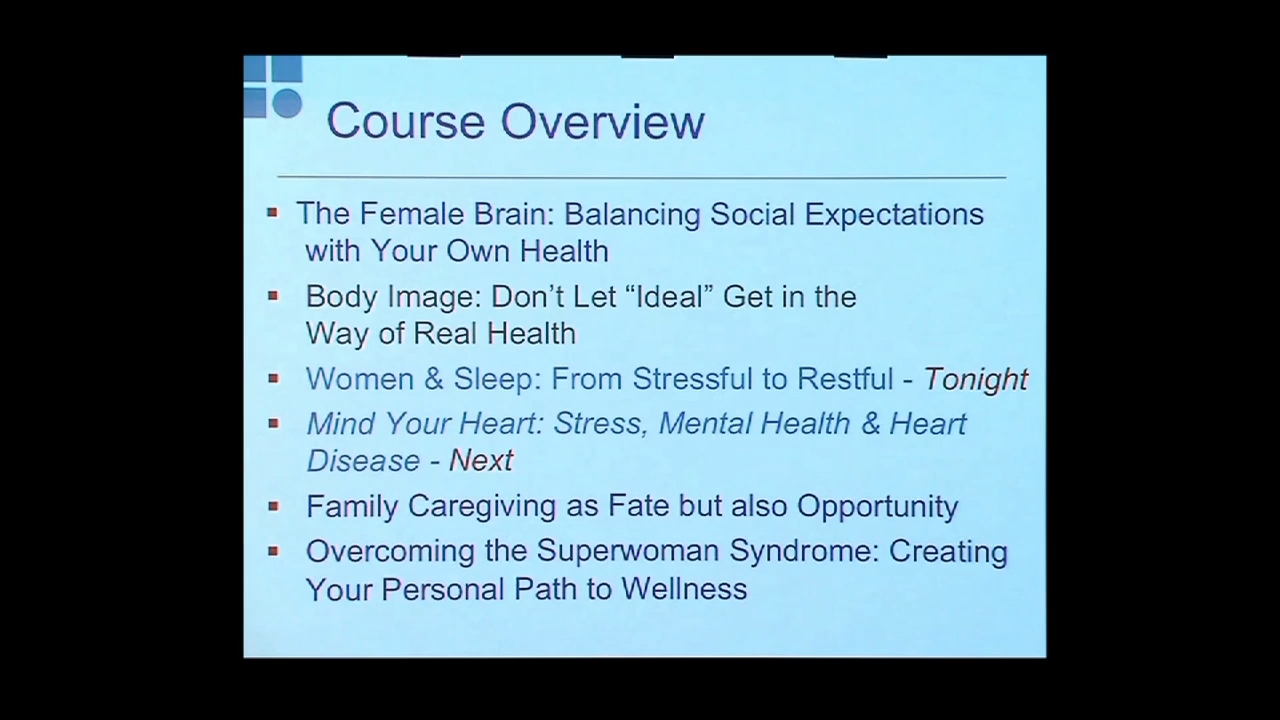 Course Overview
The Female Brain: Balancing Social Expectations
with Your Own Health
Body Image: Don’t Let “Ideal” Get in the
Way of Real Health
Women & Sleep: From Stressful to Restful - Tonight
Mind Your Heart: Stress, Mental Health & Heart
Disease - Next
Family Caregiving as Fate but also Opportunity
Overcoming the Superwoman Syndrome: Creating
Your Personal Path to Wellness